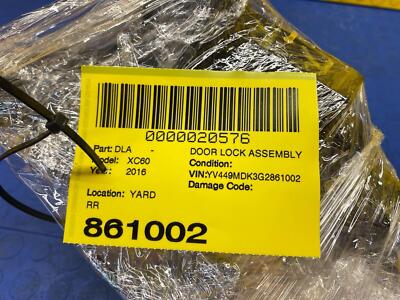 0000020576
Part: DLA - DOOR LOCK ASSEMBLY
Model: XC60 Condition:
Year: 2016 VIN:YV449MDK3G2861002
Damage Code:
Location: YARD
RR
861002